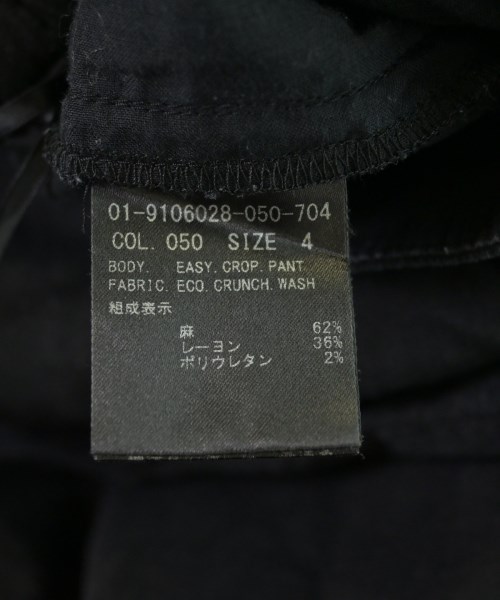 01-9106028-050-704
COL. 050 SIZE 4
BODY. EASY. CROP. PANT
FABRIC. ECO. CRUNCH. WASH
組成表示
麻 62%
レーヨン 36%
ポリウレタン 2%